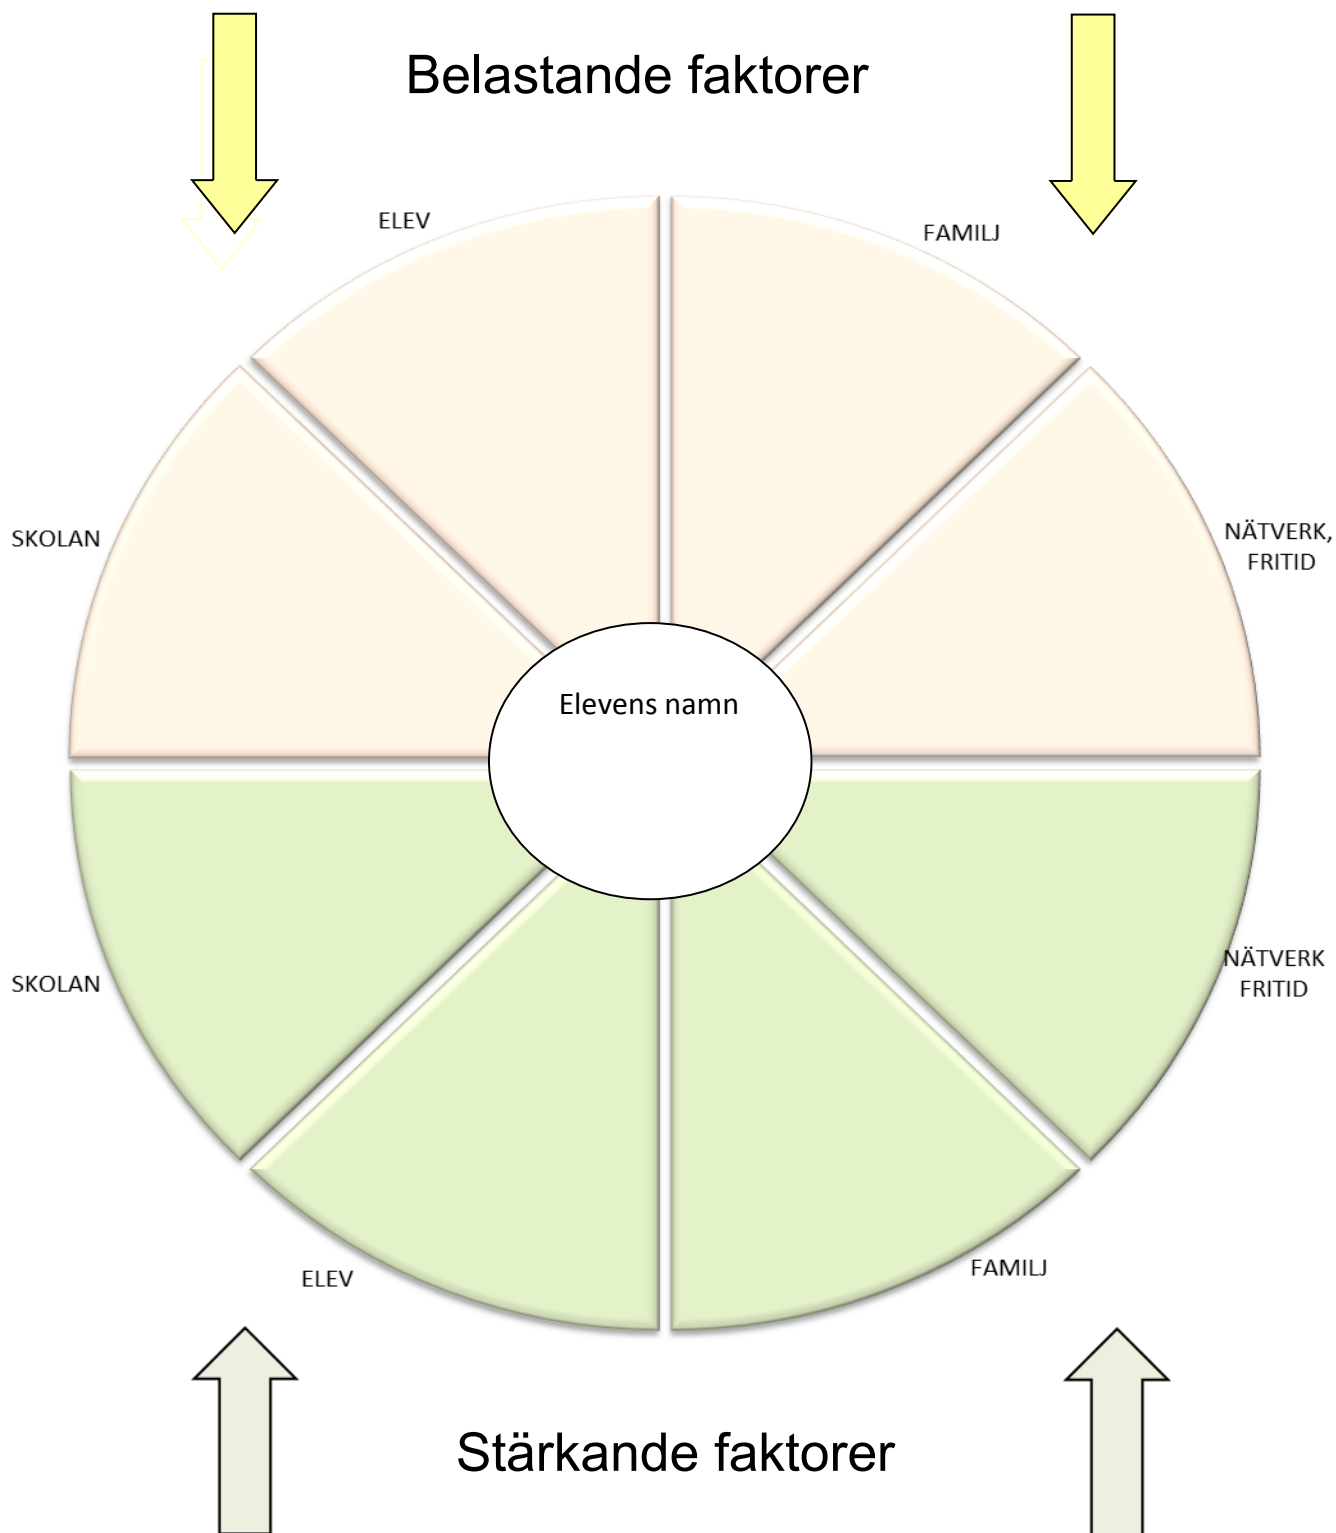 Belastande faktorer
ELEV
FAMILJ
SKOLAN
NÄTVERK,
FRITID
Elevens namn
SKOLAN
NÄTVERK
FRITID
ELEV
FAMILJ
Stärkande faktorer